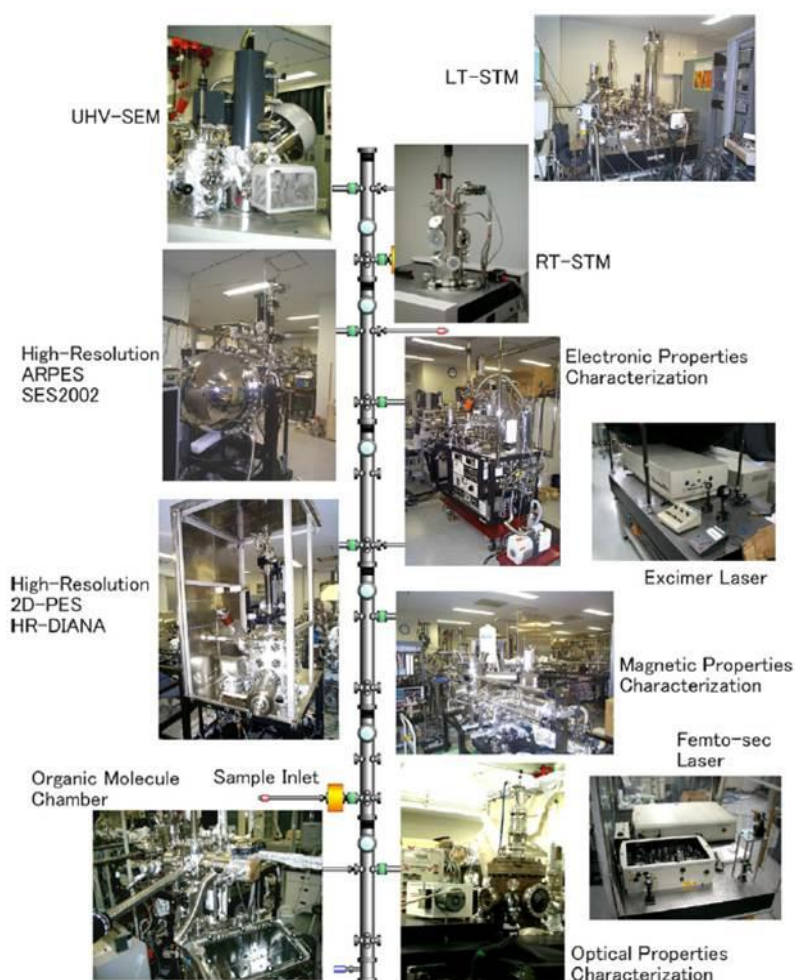 UHV-SEM
LT-STM
RT-STM
High-Resolution
ARPES
SES2002
Electronic Properties
Characterization
Excimer Laser
High-Resolution
2D-PES
HR-DIANA
Magnetic Properties
Characterization
Femto-sec
Laser
Organic Molecule
Chamber
Sample Inlet
Optical Properties
Characterization